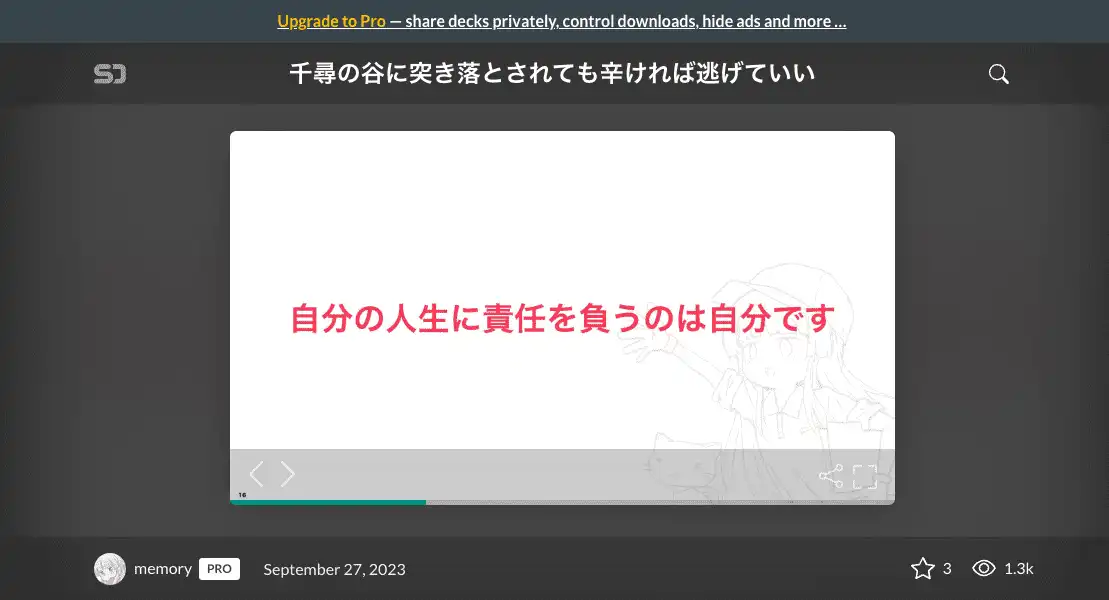 Upgrade to Pro — share decks privately, control downloads, hide ads and more …
SD
千尋の谷に突き落とされても辛ければ逃げていい
自分の人生に責任を負うのは自分です
16
memory PRO September 27, 2023 3 1.3k